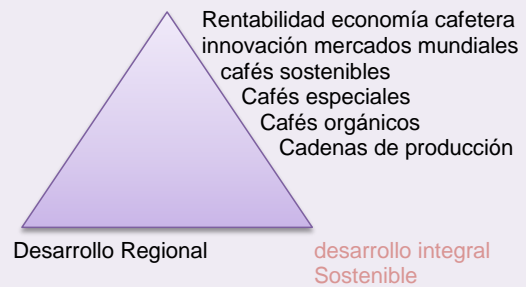 Rentabilidad economía cafetera
innovación mercados mundiales
cafés sostenibles
Cafés especiales
Cafés orgánicos
Cadenas de producción
Desarrollo Regional
desarrollo integral
Sostenible